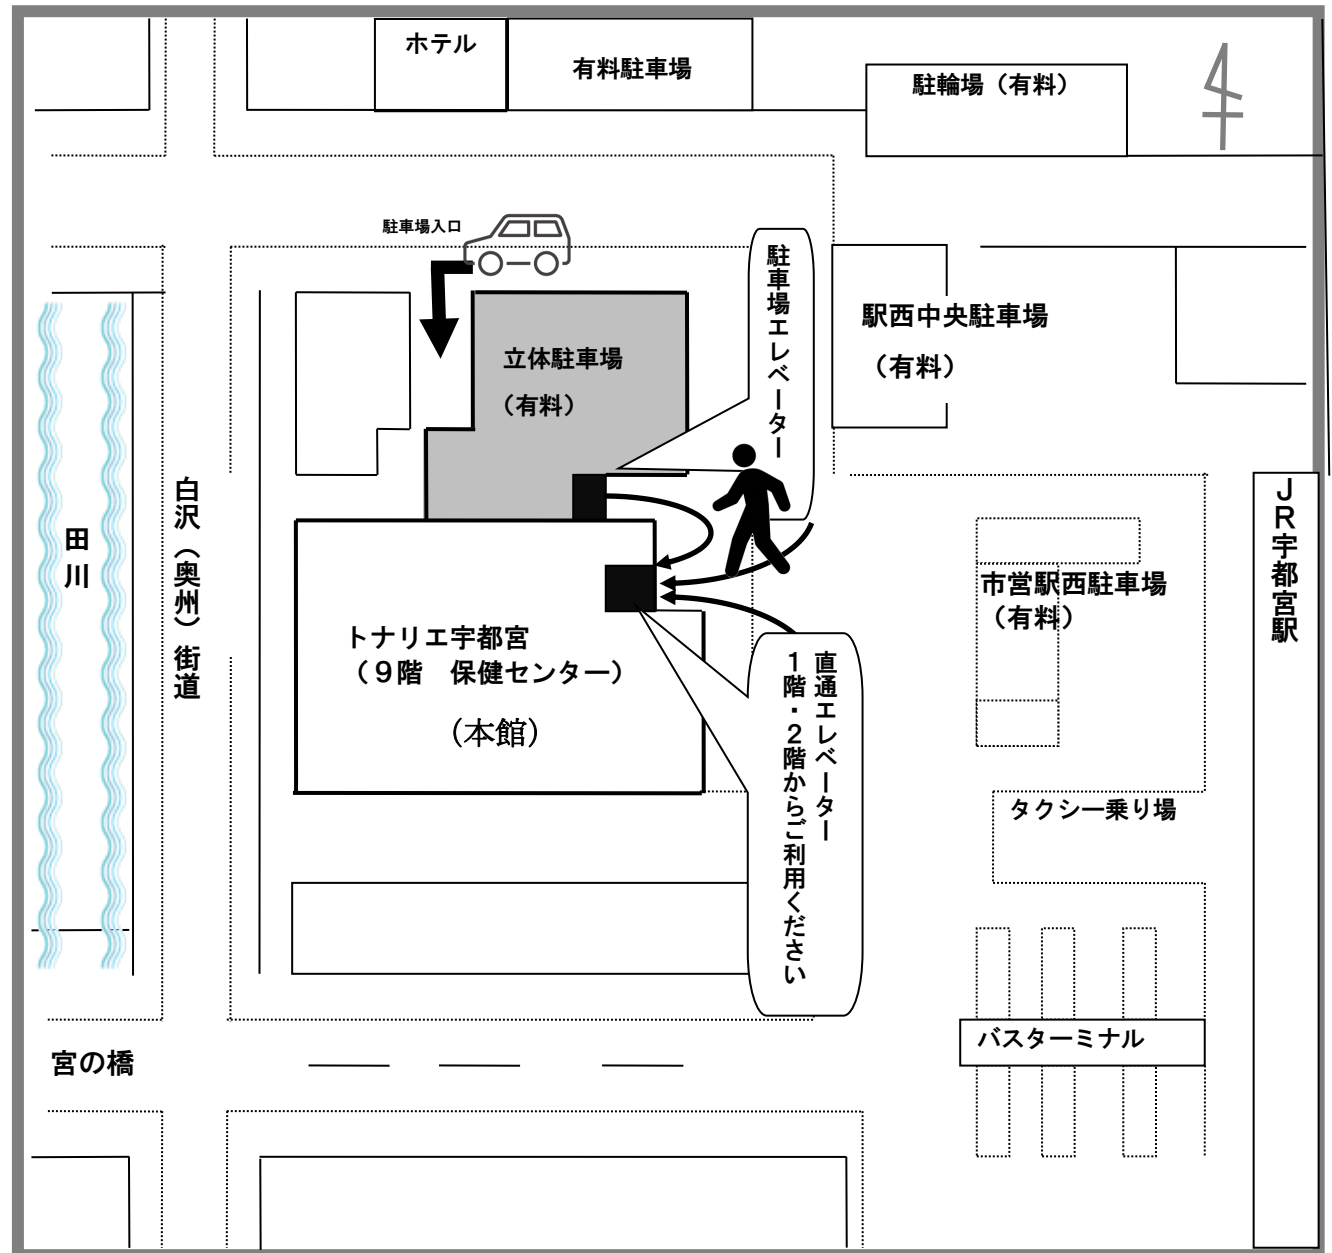 ホテル
有料駐車場
駐輪場（有料）
駐車場入口
駐車場エレベーター
駅西中央駐車場
（有料）
立体駐車場
（有料）
白沢（奥州）街道
田川
ＪＲ宇都宮駅
市営駅西駐車場
（有料）
トナリエ宇都宮
（９階　保健センター）
（本館）
直通エレベーター
１階・２階からご利用ください
タクシー乗り場
バスターミナル
宮の橋